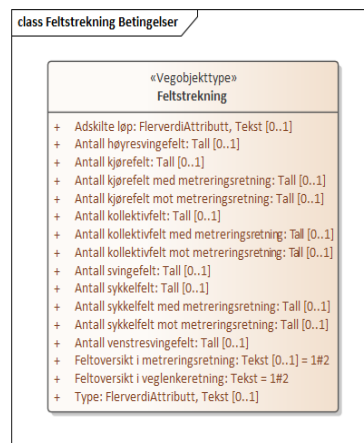 class Feltstrekning Betingelser
«Vegobjekttype»
Feltstrekning
+ Adskilte løp: FlerverdiAttributt, Tekst [0..1]
+ Antall høyresvingefelt: Tall [0..1]
+ Antall kjørefelt: Tall [0..1]
+ Antall kjørefelt med metreringsretning: Tall [0..1]
+ Antall kjørefelt mot metreringsretning: Tall [0..1]
+ Antall kollektivfelt: Tall [0..1]
+ Antall kollektivfelt med metreringsretning: Tall [0..1]
+ Antall kollektivfelt mot metreringsretning: Tall [0..1]
+ Antall svingefelt: Tall [0..1]
+ Antall sykkelfelt: Tall [0..1]
+ Antall sykkelfelt med metreringsretning: Tall [0..1]
+ Antall sykkelfelt mot metreringsretning: Tall [0..1]
+ Antall venstresvingefelt: Tall [0..1]
+ Feltoversikt i metreringsretning: Tekst [0..1] = 1#2
+ Feltoversikt i veglenkeretning: Tekst = 1#2
+ Type: FlerverdiAttributt, Tekst [0..1]